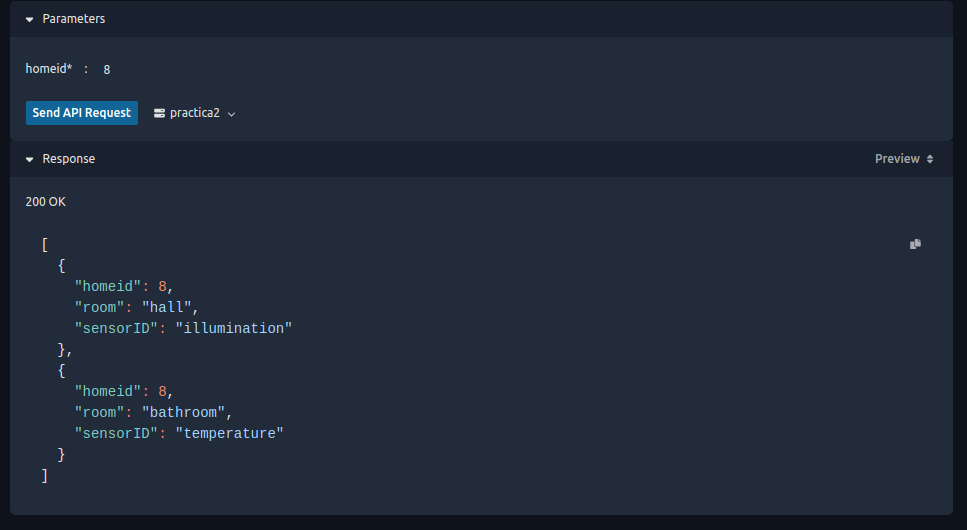 Parameters
homeid* : 8
Send API Request practica2
Response Preview
200 OK
[
  {
    "homeid": 8,
    "room": "hall",
    "sensorID": "illumination"
  },
  {
    "homeid": 8,
    "room": "bathroom",
    "sensorID": "temperature"
  }
]